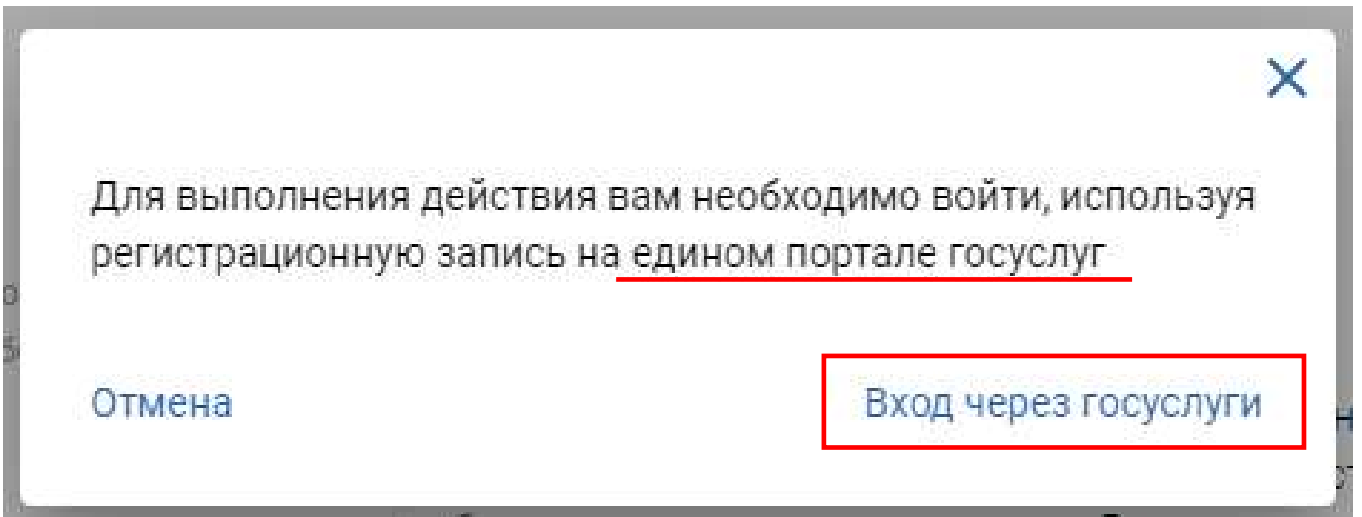 Для выполнения действия вам необходимо войти, используя
регистрационную запись на едином портале госуслуг
Отмена
Вход через госуслуги